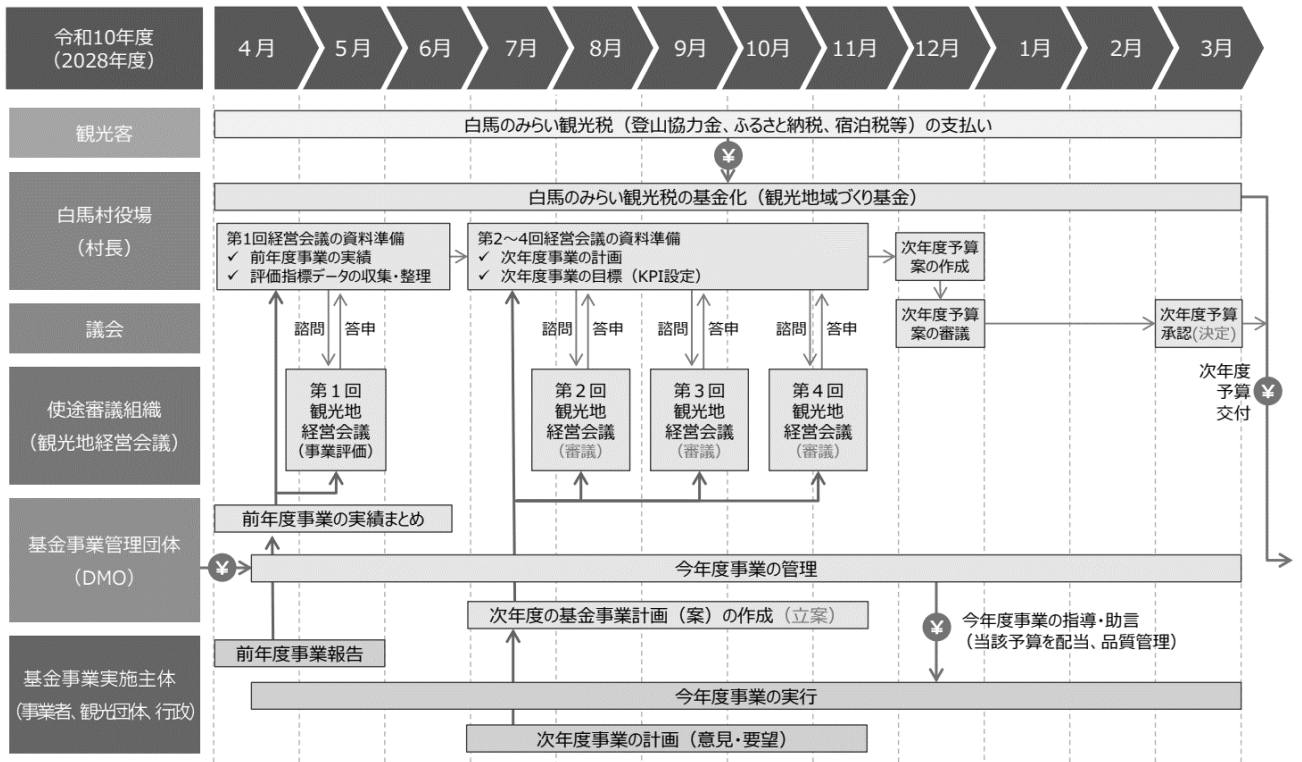 令和10年度
（2028年度）
4月
5月
6月
7月
8月
9月
10月
11月
12月
1月
2月
3月
観光客
白馬のみらい観光税（登山協力金、ふるさと納税、宿泊税等）の支払い
¥
白馬村役場
（村長）
白馬のみらい観光税の基金化（観光地域づくり基金）
第1回経営会議の資料準備
✓ 前年度事業の実績
✓ 評価指標データの収集・整理
第2～4回経営会議の資料準備
✓ 次年度事業の計画
✓ 次年度事業の目標（KPI設定）
次年度予算
案の作成
議会
諮問
答申
諮問
答申
諮問
答申
諮問
答申
次年度予算
案の審議
次年度予算
承認(決定)
使途審議組織
（観光地経営会議）
第１回
観光地
経営会議
（事業評価）
第２回
観光地
経営会議
（審議）
第３回
観光地
経営会議
（審議）
第４回
観光地
経営会議
（審議）
次年度
予算
交付
¥
基金事業管理団体
（DMO）
前年度事業の実績まとめ
¥
今年度事業の管理
次年度の基金事業計画（案）の作成（立案）
¥
今年度事業の指導・助言
（当該予算を配当、品質管理）
基金事業実施主体
（事業者、観光団体、行政）
前年度事業報告
今年度事業の実行
次年度事業の計画（意見・要望）